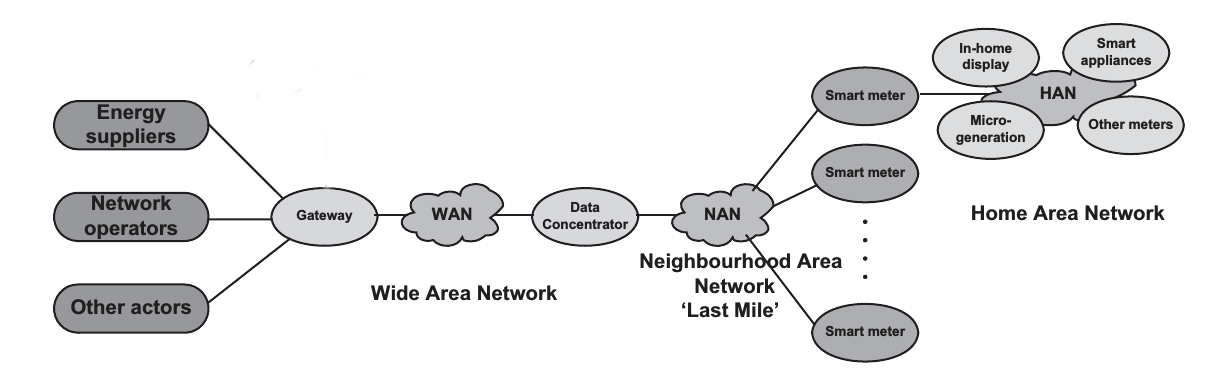 Energy
suppliers
Network
operators
Other actors
Gateway
WAN
Wide Area Network
Data
Concentrator
NAN
Neighbourhood Area
Network
‘Last Mile’
Smart meter
Smart meter
Smart meter
In-home
display
Smart
appliances
HAN
Micro-
generation
Other meters
Home Area Network